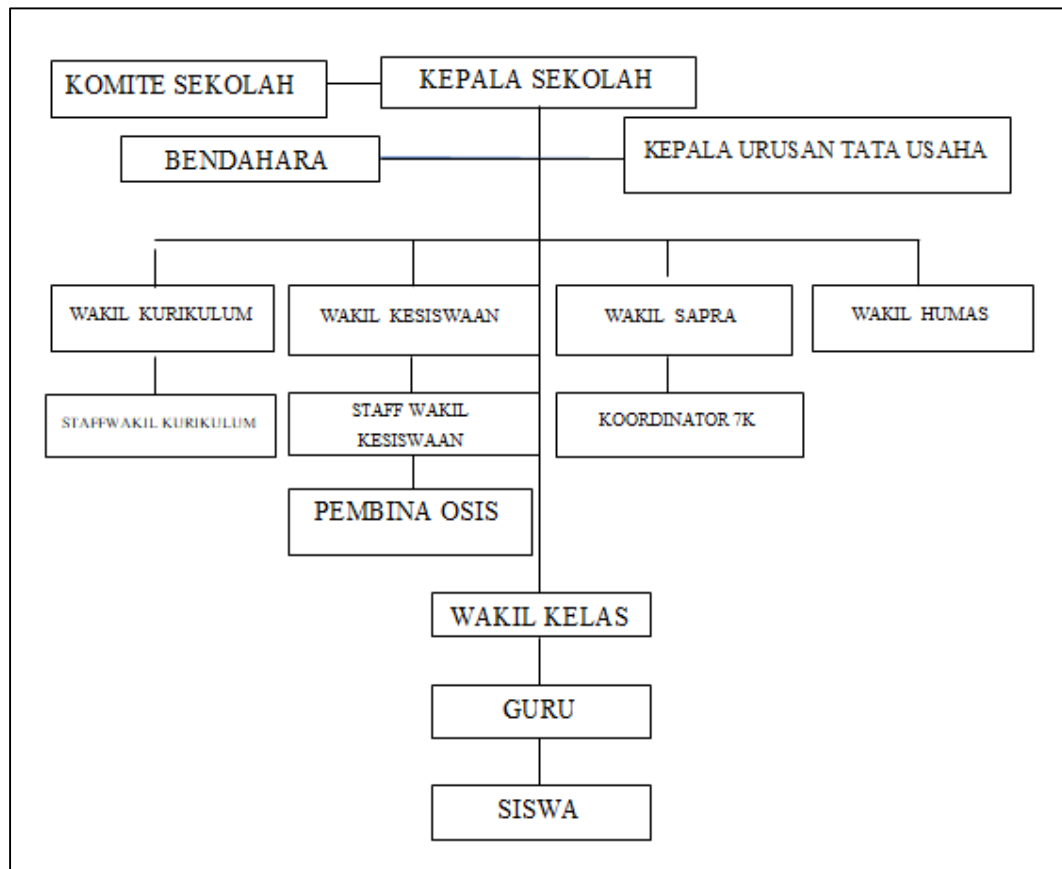 KOMITE SEKOLAH
KEPALA SEKOLAH
BENDAHARA
KEPALA URUSAN TATA USAHA
WAKIL KURIKULUM
WAKIL KESISWAAN
WAKIL SAPRA
WAKIL HUMAS
STAFFWAKIL KURIKULUM
STAFF WAKIL
KESISWAAN
KOORDINATOR 7K
PEMBINA OSIS
WAKIL KELAS
GURU
SISWA